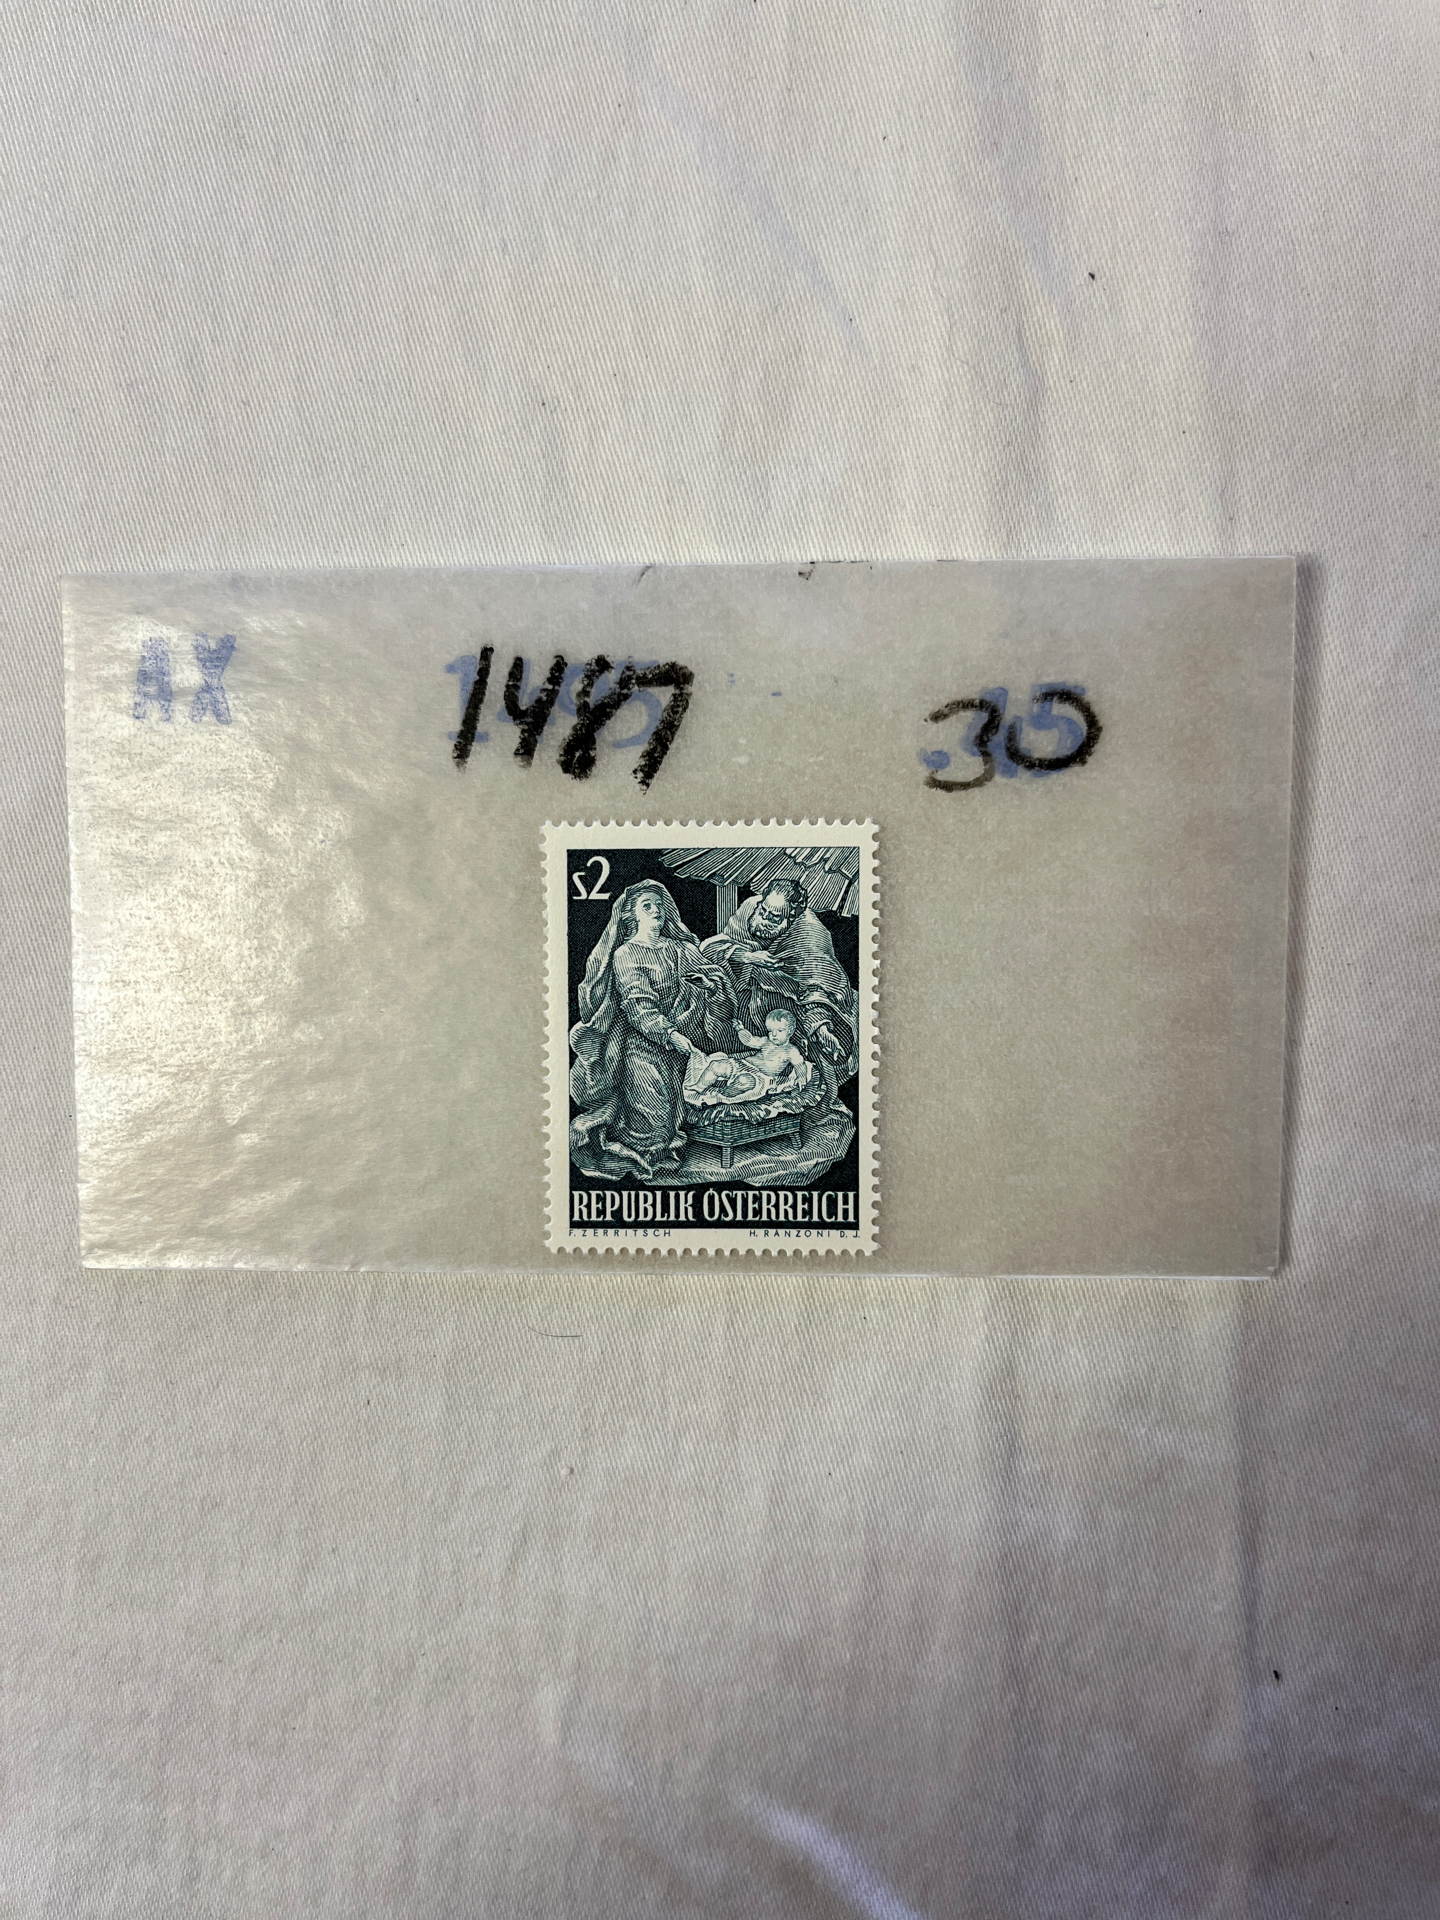 AX 1487 30
s2
REPUBLIK ÖSTERREICH
F. ZERRITSCH H. RANZONI D. J.